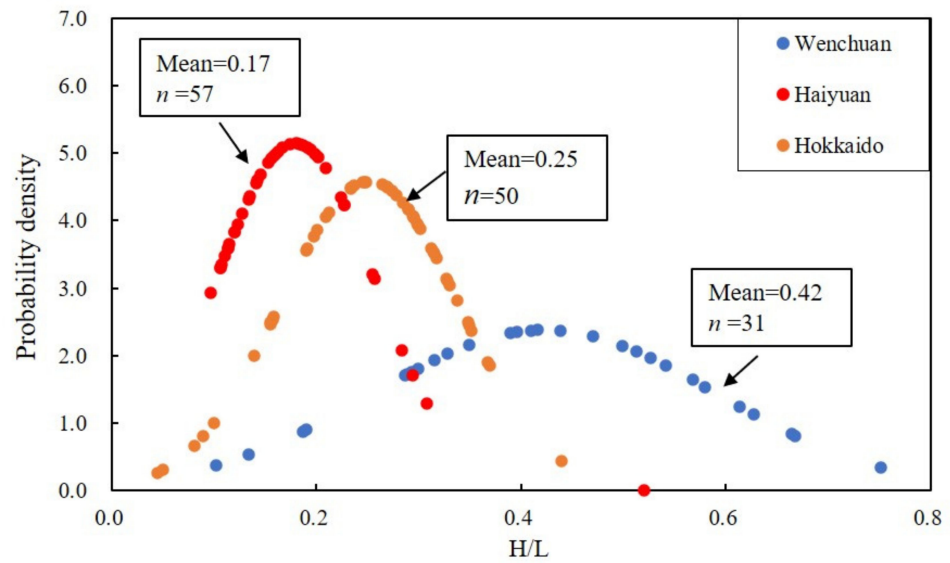 7.0
6.0
5.0
4.0
3.0
2.0
1.0
0.0
Probability density
0.0
0.2
0.4
0.6
0.8
H/L
Mean=0.17
n =57
Mean=0.25
n=50
Mean=0.42
n =31
Wenchuan
Haiyuan
Hokkaido